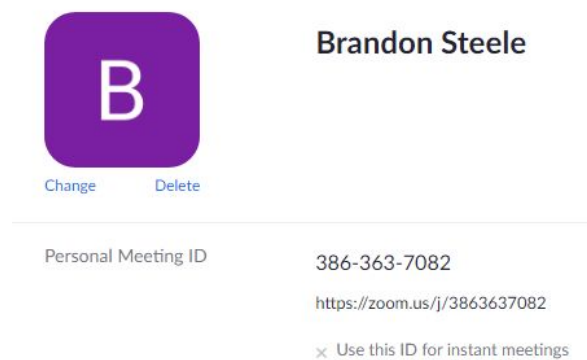 B
Brandon Steele
Change Delete
Personal Meeting ID
386-363-7082
https://zoom.us/j/3863637082
× Use this ID for instant meetings